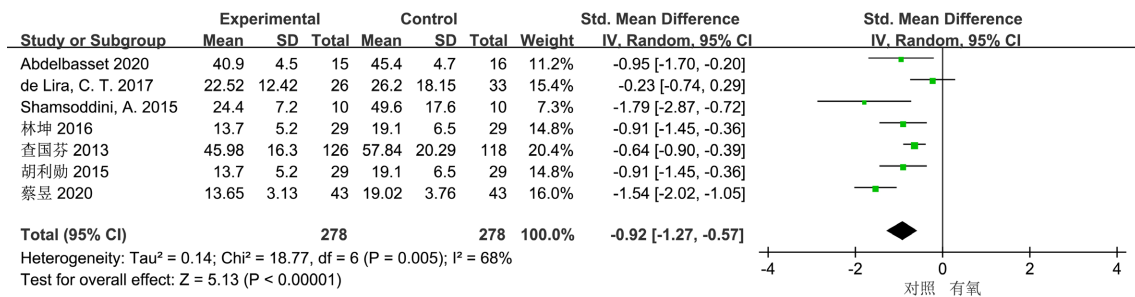 Experimental Control Std. Mean Difference Std. Mean Difference
Study or Subgroup Mean SD Total Mean SD Total Weight IV, Random, 95% CI IV, Random, 95% CI
Abdelbasset 2020 40.9 4.5 15 45.4 4.7 16 11.2% -0.95 [-1.70, -0.20]
de Lira, C. T. 2017 22.52 12.42 26 26.2 18.15 33 15.4% -0.23 [-0.74, 0.29]
Shamsoddini, A. 2015 24.4 7.2 10 49.6 17.6 10 7.3% -1.79 [-2.87, -0.72]
林坤 2016 13.7 5.2 29 19.1 6.5 29 14.8% -0.91 [-1.45, -0.36]
查国芬 2013 45.98 16.3 126 57.84 20.29 118 20.4% -0.64 [-0.90, -0.39]
胡利勋 2015 13.7 5.2 29 19.1 6.5 29 14.8% -0.91 [-1.45, -0.36]
蔡昱 2020 13.65 3.13 43 19.02 3.76 43 16.0% -1.54 [-2.02, -1.05]
Total (95% CI) 278 278 100.0% -0.92 [-1.27, -0.57]
Heterogeneity: Tau² = 0.14; Chi² = 18.77, df = 6 (P = 0.005); I² = 68%
Test for overall effect: Z = 5.13 (P < 0.00001)
-4 -2 0 2 4
对照 有氧